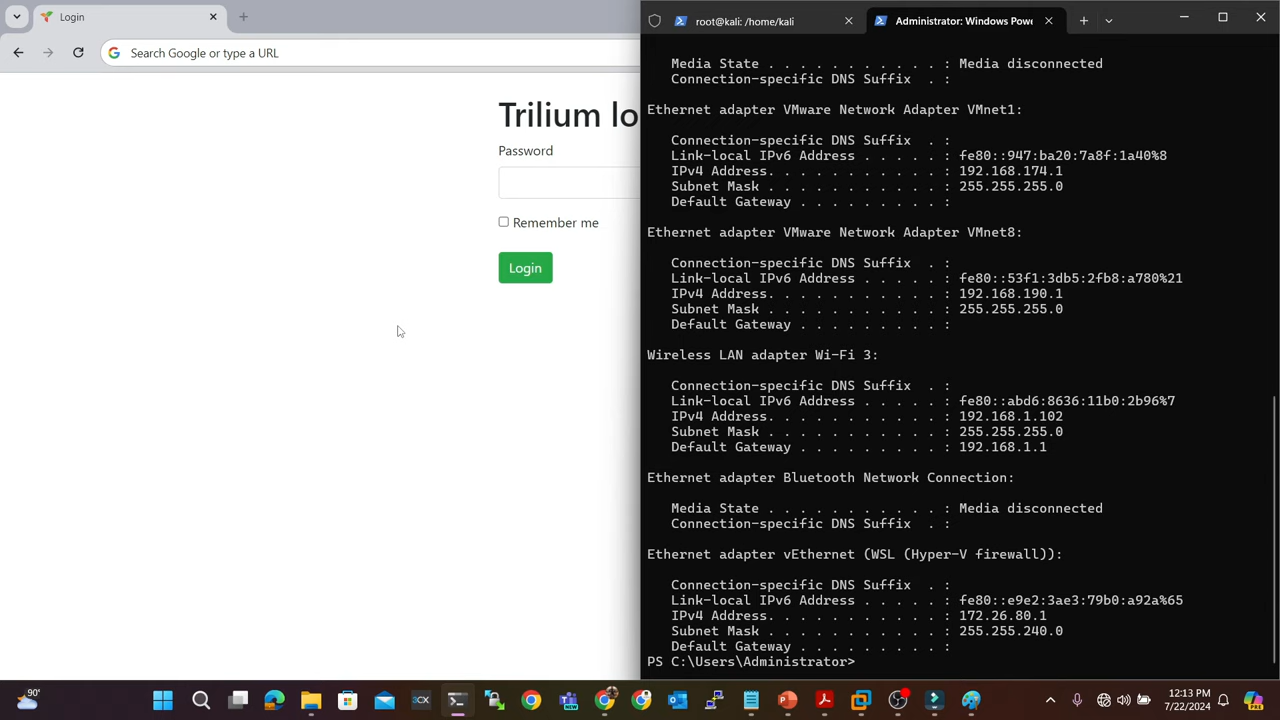 Login
root@kali: /home/kali
Administrator: Windows Powe
Search Google or type a URL
Trilium lo
Password
Remember me
Login
Media State . . . . . . . . . . . : Media disconnected
Connection-specific DNS Suffix  . :
Ethernet adapter VMware Network Adapter VMnet1:
Connection-specific DNS Suffix  . :
Link-local IPv6 Address . . . . . : fe80::947:ba20:7a8f:1a40%8
IPv4 Address. . . . . . . . . . . : 192.168.174.1
Subnet Mask . . . . . . . . . . . : 255.255.255.0
Default Gateway . . . . . . . . . :
Ethernet adapter VMware Network Adapter VMnet8:
Connection-specific DNS Suffix  . :
Link-local IPv6 Address . . . . . : fe80::53f1:3db5:2fb8:a780%21
IPv4 Address. . . . . . . . . . . : 192.168.190.1
Subnet Mask . . . . . . . . . . . : 255.255.255.0
Default Gateway . . . . . . . . . :
Wireless LAN adapter Wi-Fi 3:
Connection-specific DNS Suffix  . :
Link-local IPv6 Address . . . . . : fe80::abd6:8636:11b0:2b96%7
IPv4 Address. . . . . . . . . . . : 192.168.1.102
Subnet Mask . . . . . . . . . . . : 255.255.255.0
Default Gateway . . . . . . . . . : 192.168.1.1
Ethernet adapter Bluetooth Network Connection:
Media State . . . . . . . . . . . : Media disconnected
Connection-specific DNS Suffix  . :
Ethernet adapter vEthernet (WSL (Hyper-V firewall)):
Connection-specific DNS Suffix  . :
Link-local IPv6 Address . . . . . : fe80::e9e2:3ae3:79b0:a92a%65
IPv4 Address. . . . . . . . . . . : 172.26.80.1
Subnet Mask . . . . . . . . . . . : 255.255.240.0
Default Gateway . . . . . . . . . :
PS C:\Users\Administrator>
90°
3CX
NEW
12:13 PM
7/22/2024